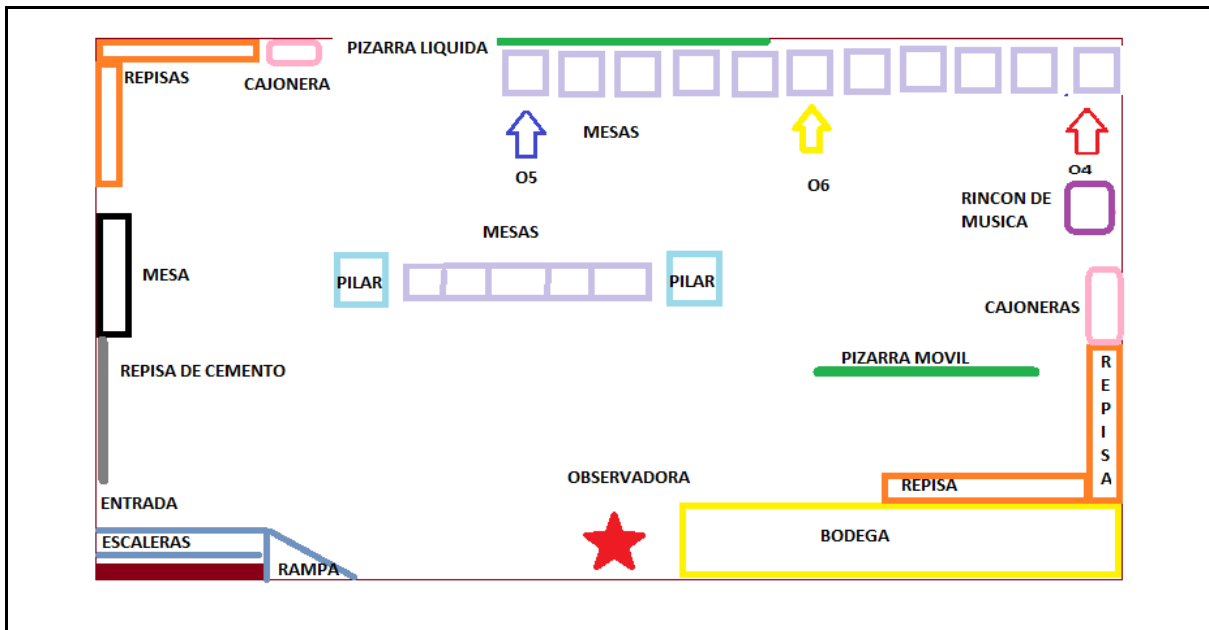 PIZARRA LIQUIDA
REPISAS
CAJONERA
MESAS
O5
O6
O4
RINCON DE
MUSICA
MESAS
MESA
PILAR
PILAR
CAJONERAS
REPISA DE CEMENTO
PIZARRA MOVIL
REPISA
OBSERVADORA
REPISA
ENTRADA
ESCALERAS
BODEGA
RAMPA